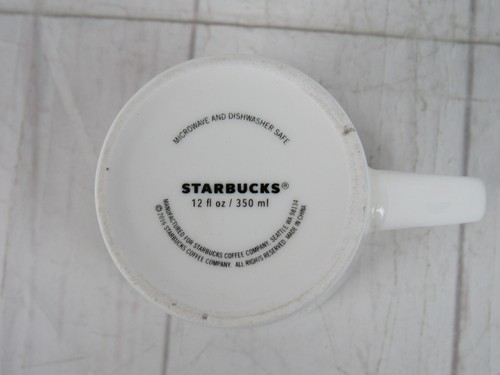 MICROWAVE AND DISHWASHER SAFE
STARBUCKS®
12 fl oz / 350 ml
MANUFACTURED FOR STARBUCKS COFFEE COMPANY, SEATTLE, WA 98134
© 2016 STARBUCKS COFFEE COMPANY. ALL RIGHTS RESERVED. MADE IN CHINA